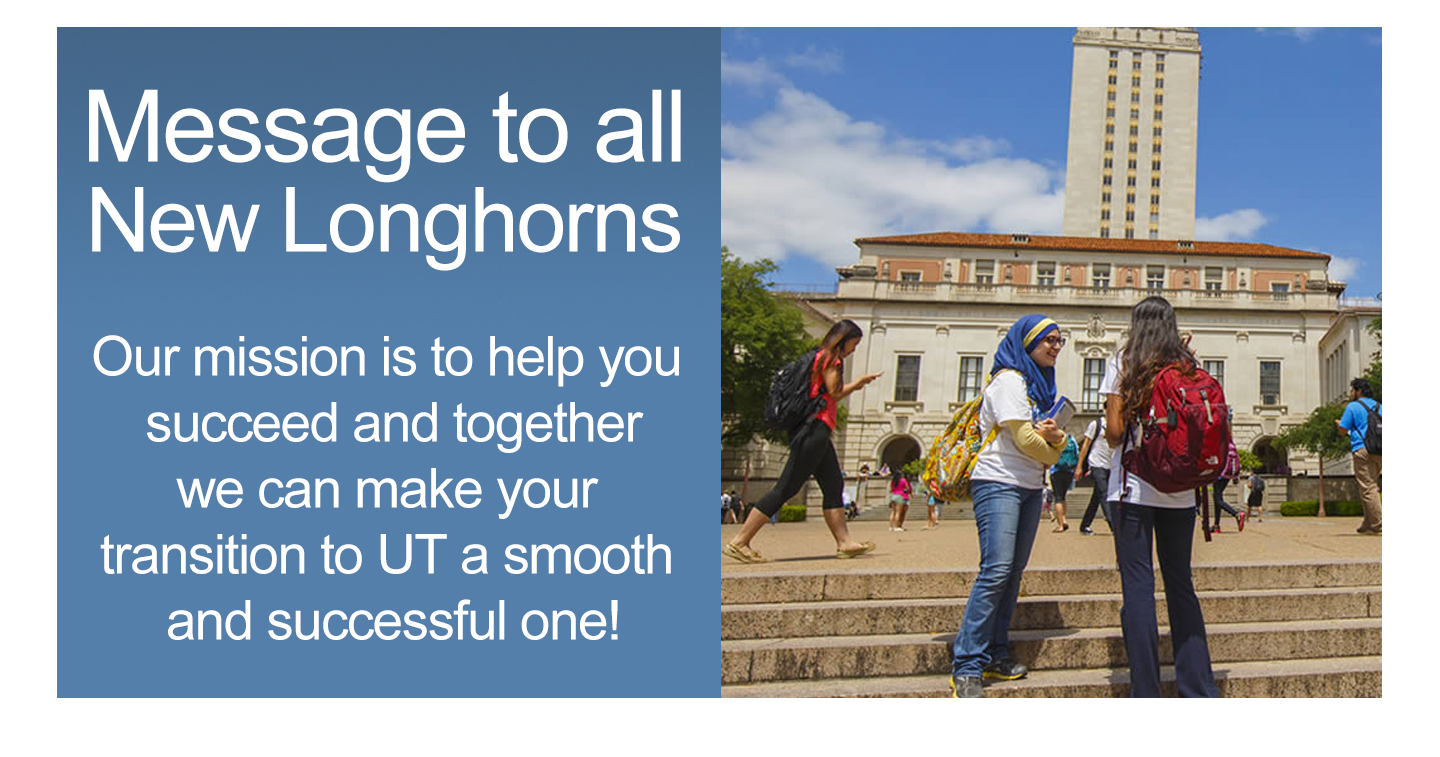 Message to all
New Longhorns
Our mission is to help you
succeed and together
we can make your
transition to UT a smooth
and successful one!